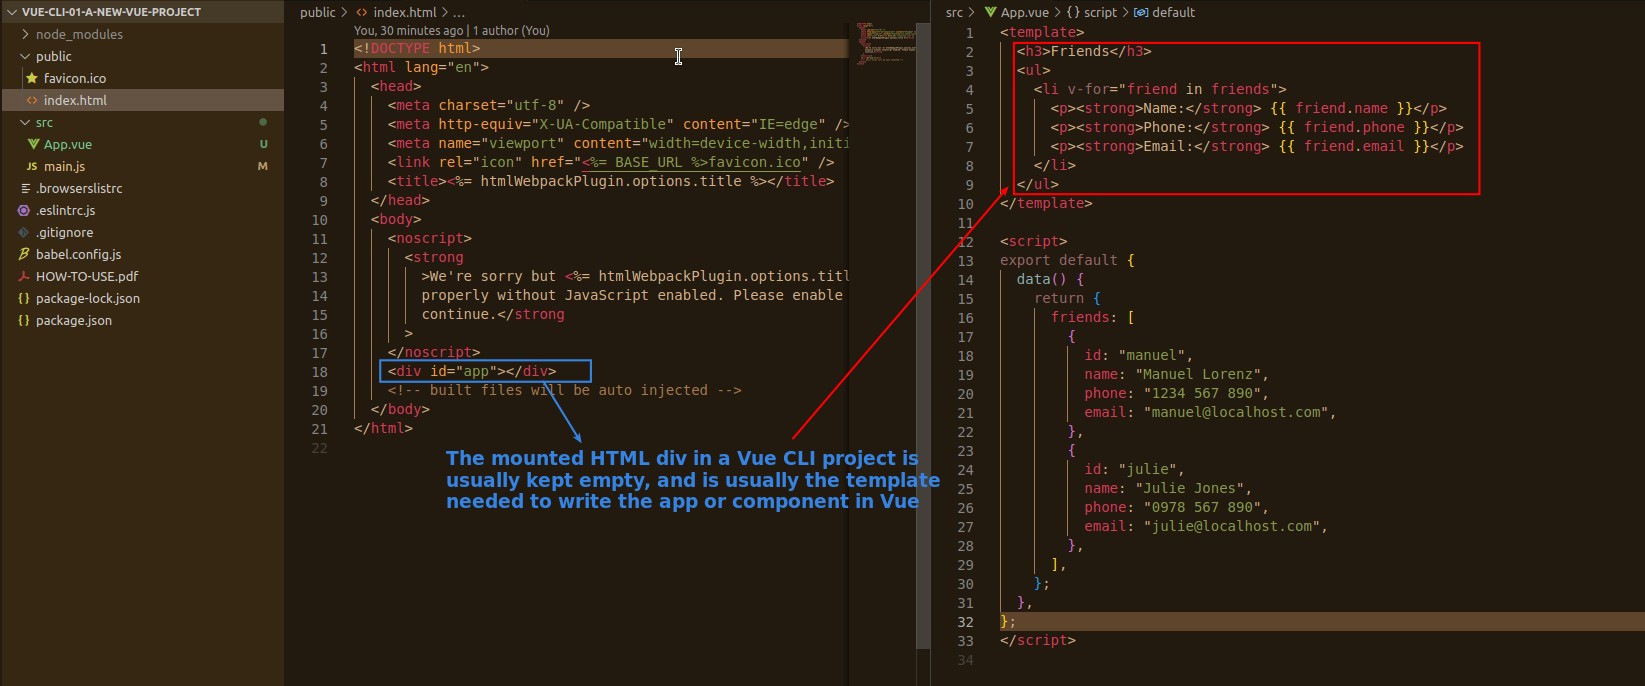 VUE-CLI-01-A-NEW-VUE-PROJECT
node_modules
public
favicon.ico
index.html
src
App.vue U
JS main.js M
.browserslistrc
.eslintrc.js
.gitignore
babel.config.js
HOW-TO-USE.pdf
package-lock.json
package.json
public > index.html > ...
You, 30 minutes ago | 1 author (You)
1 <!DOCTYPE html>
2 <html lang="en">
3 <head>
4 <meta charset="utf-8" />
5 <meta http-equiv="X-UA-Compatible" content="IE=edge" />
6 <meta name="viewport" content="width=device-width,initi
7 <link rel="icon" href="<%= BASE_URL %>favicon.ico" />
8 <title><%= htmlWebpackPlugin.options.title %></title>
9 </head>
10 <body>
11 <noscript>
12 <strong
13 >We're sorry but <%= htmlWebpackPlugin.options.titl
14 properly without JavaScript enabled. Please enable
15 continue.</strong
16 >
17 </noscript>
18 <div id="app"></div>
19 <!-- built files will be auto injected -->
20 </body>
21 </html>
22
The mounted HTML div in a Vue CLI project is
usually kept empty, and is usually the template
needed to write the app or component in Vue
src > App.vue > {} script > default
1 <template>
2 <h3>Friends</h3>
3 <ul>
4 <li v-for="friend in friends">
5 <p><strong>Name:</strong> {{ friend.name }}</p>
6 <p><strong>Phone:</strong> {{ friend.phone }}</p>
7 <p><strong>Email:</strong> {{ friend.email }}</p>
8 </li>
9 </ul>
10 </template>
11
12 <script>
13 export default {
14 data() {
15 return {
16 friends: [
17 {
18 id: "manuel",
19 name: "Manuel Lorenz",
20 phone: "1234 567 890",
21 email: "manuel@localhost.com",
22 },
23 {
24 id: "julie",
25 name: "Julie Jones",
26 phone: "0978 567 890",
27 email: "julie@localhost.com",
28 },
29 ],
30 };
31 },
32 };
33 </script>
34